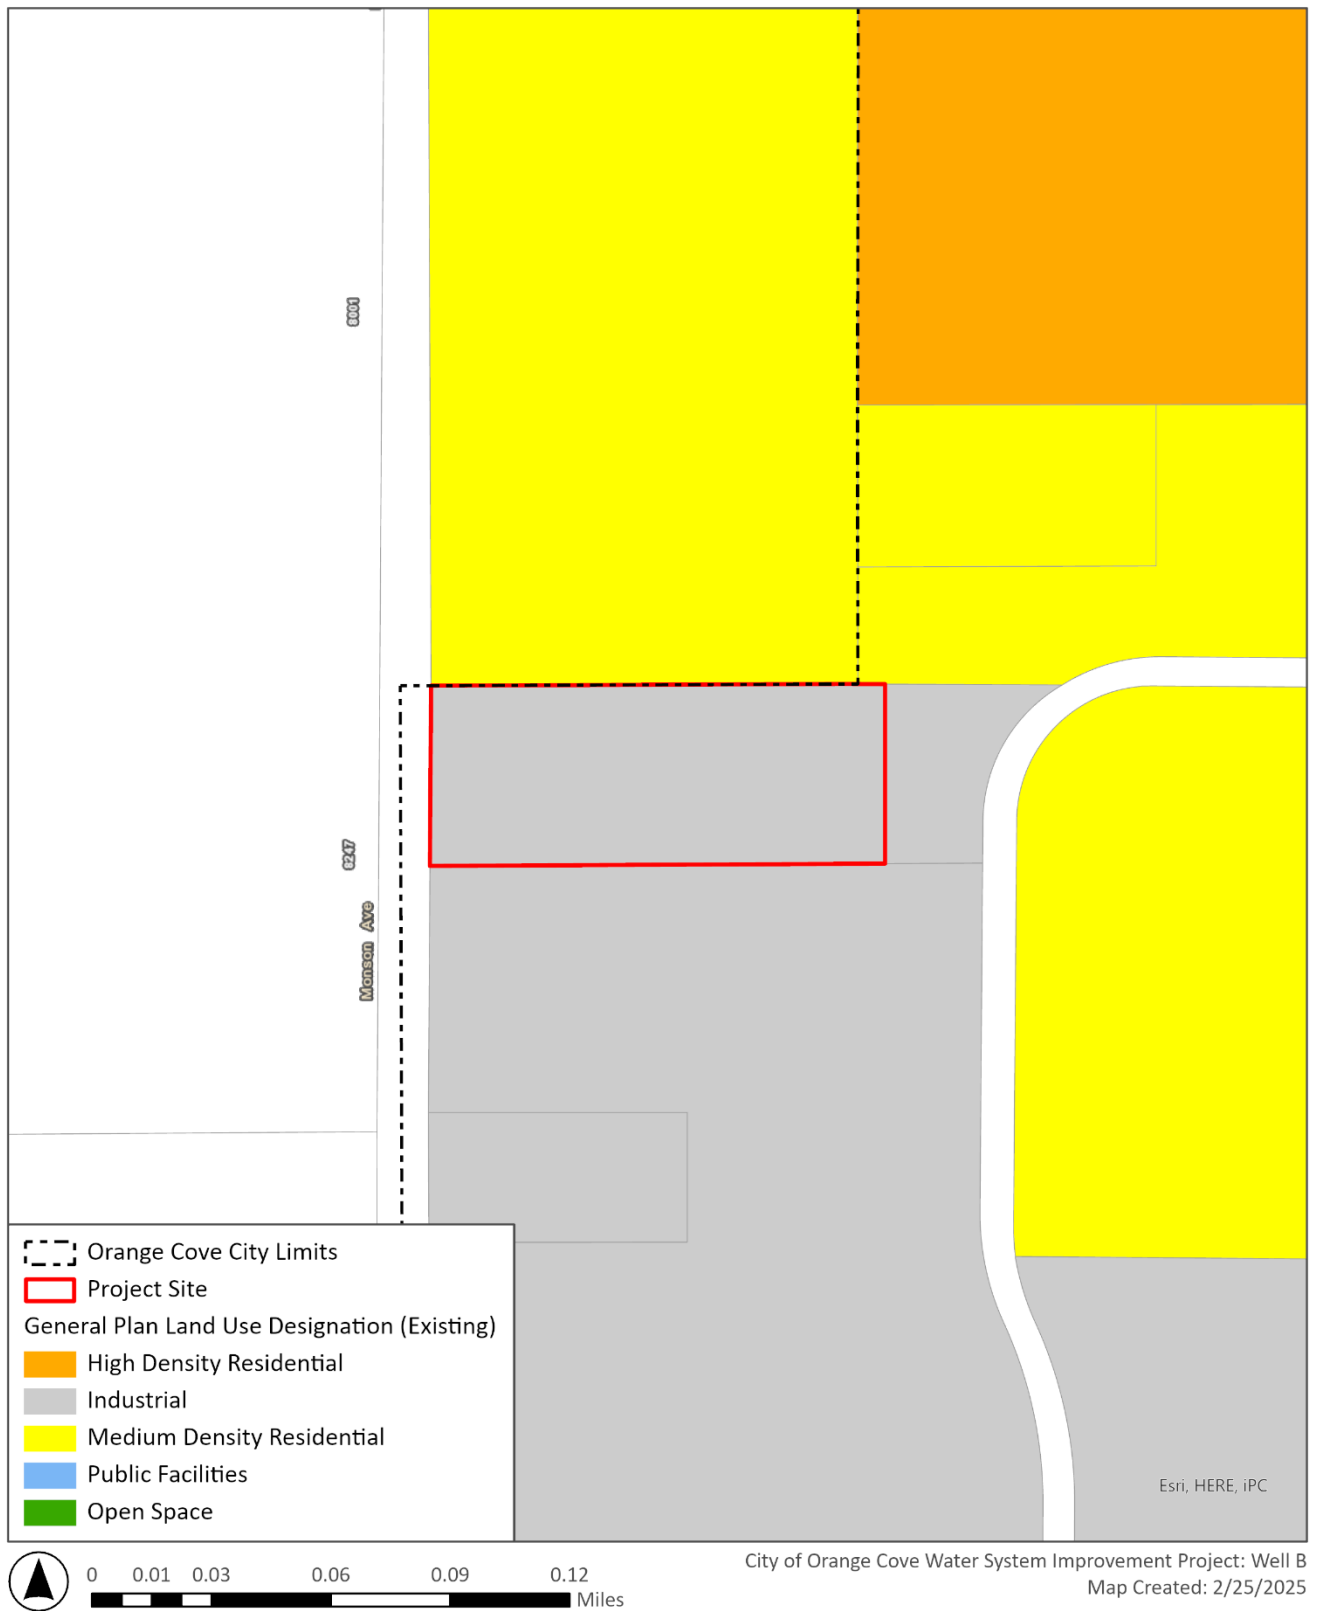 8001
8247
Monson Ave
Orange Cove City Limits
Project Site
General Plan Land Use Designation (Existing)
High Density Residential
Industrial
Medium Density Residential
Public Facilities
Open Space
Esri, HERE, iPC
0 0.01 0.03 0.06 0.09 0.12
Miles
City of Orange Cove Water System Improvement Project: Well B
Map Created: 2/25/2025